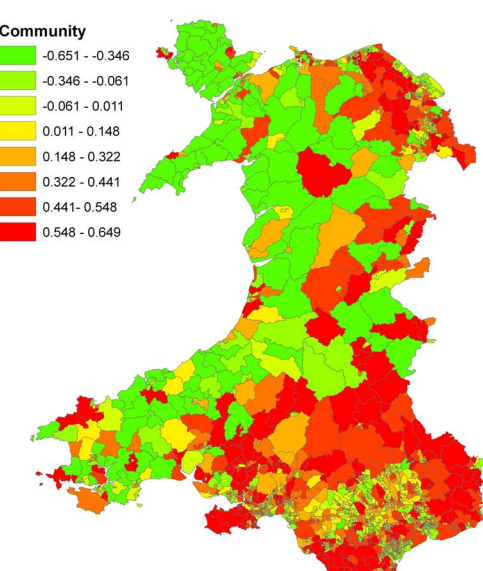 Community
-0.651 - -0.346
-0.346 - -0.061
-0.061 - 0.011
0.011 - 0.148
0.148 - 0.322
0.322 - 0.441
0.441- 0.548
0.548 - 0.649